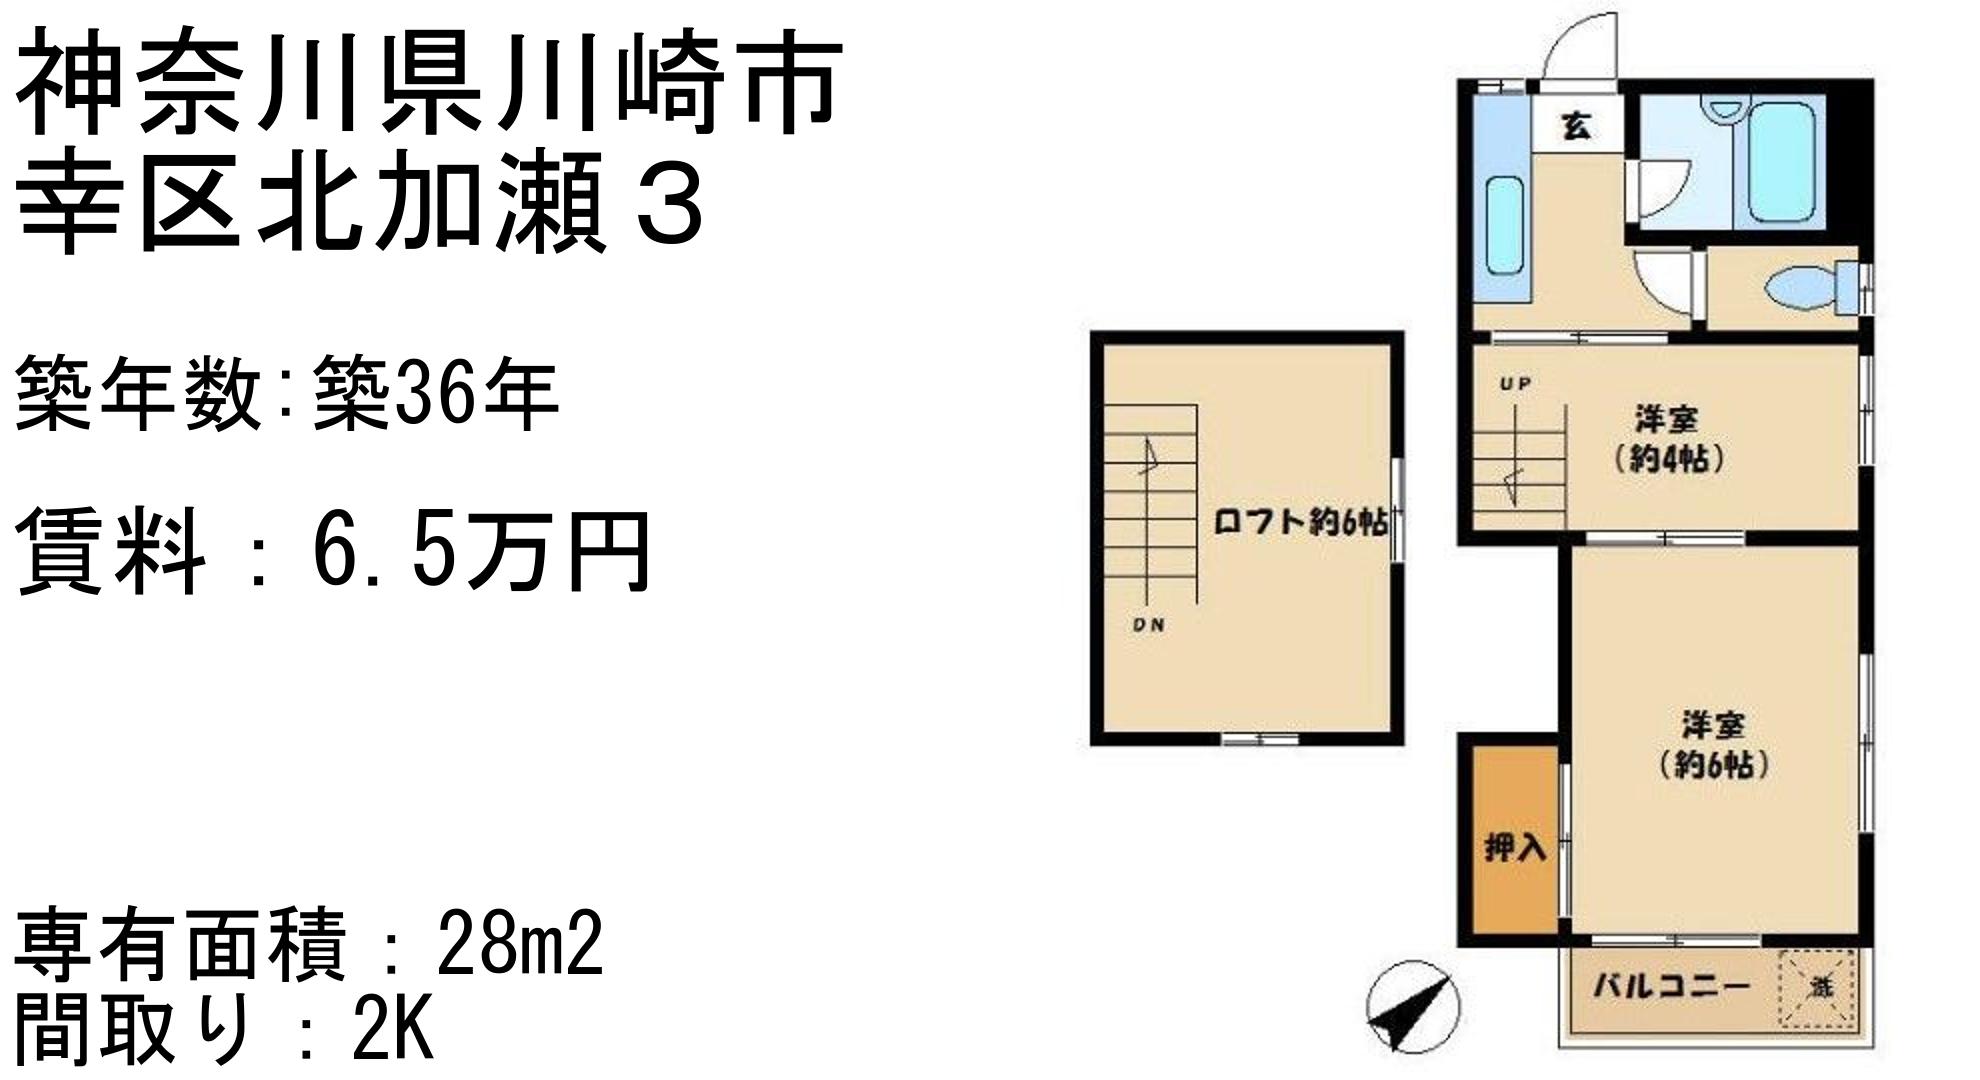 神奈川県川崎市
幸区北加瀬３
築年数:築36年
賃料：6.5万円
専有面積：28m2
間取り：2K
玄
UP
洋室
(約4帖)
ロフト約6帖
DN
洋室
(約6帖)
押入
バルコニー
洗